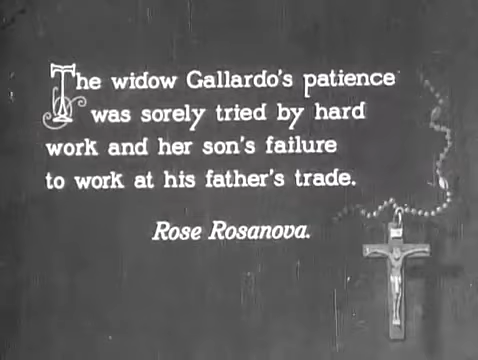 The widow Gallardo's patience
was sorely tried by hard
work and her son's failure
to work at his father's trade.
Rose Rosanova.